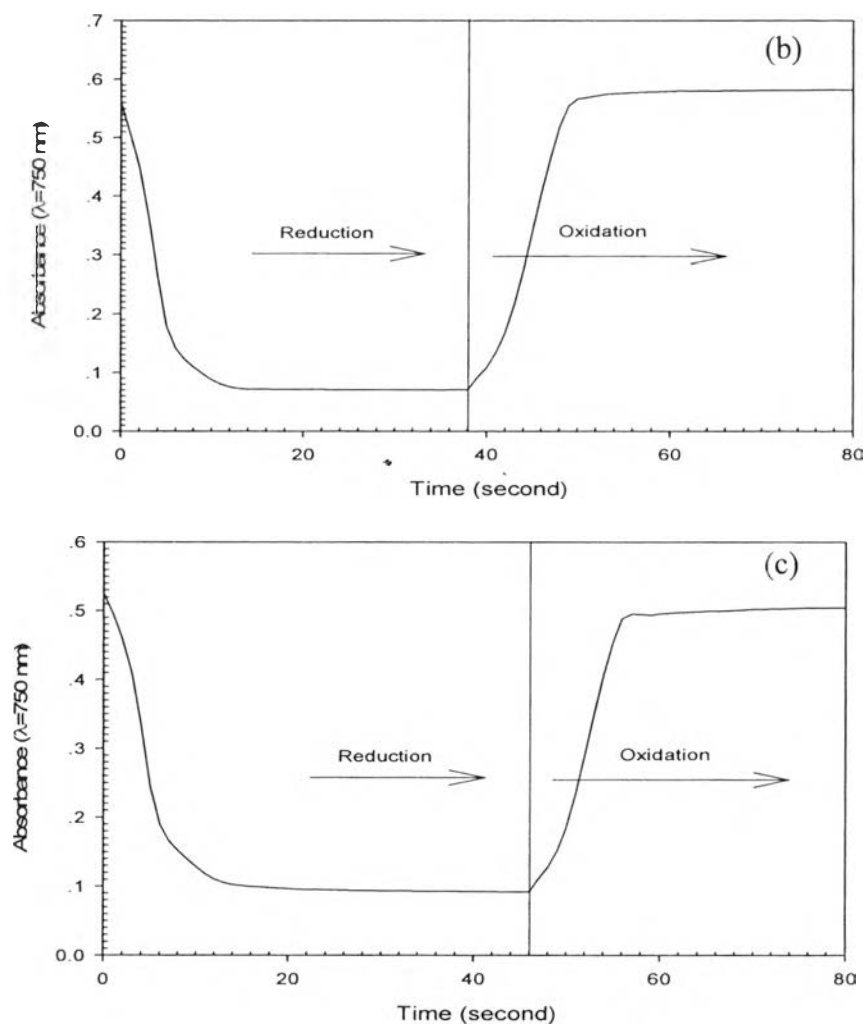 (b)
.7
.6
.5
.4
.3
.2
.1
0.0
Absorbance (λ=750 nm)
Reduction
Oxidation
0 20 40 60 80
Time (second)
(c)
.6
.5
.4
.3
.2
.1
0.0
Absorbance (λ=750 nm)
Reduction
Oxidation
0 20 40 60 80
Time (second)